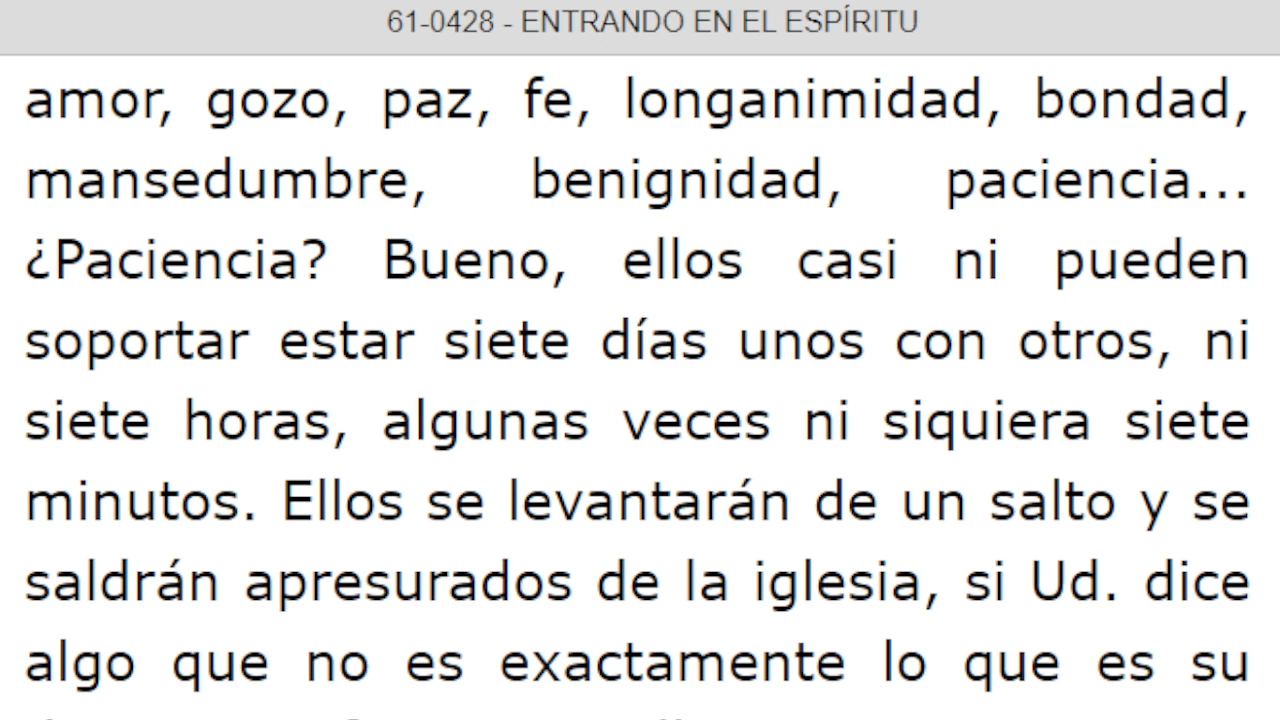 61-0428 - ENTRANDO EN EL ESPÍRITU
amor, gozo, paz, fe, longanimidad, bondad,
mansedumbre, benignidad, paciencia...
¿Paciencia? Bueno, ellos casi ni pueden
soportar estar siete días unos con otros, ni
siete horas, algunas veces ni siquiera siete
minutos. Ellos se levantarán de un salto y se
saldrán apresurados de la iglesia, si Ud. dice
algo que no es exactamente lo que es su